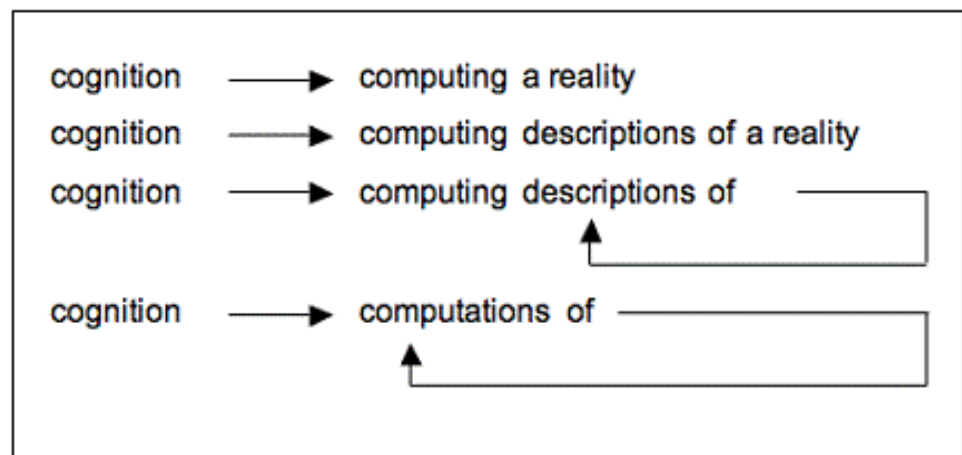 cognition computing a reality
cognition computing descriptions of a reality
cognition computing descriptions of
cognition computations of